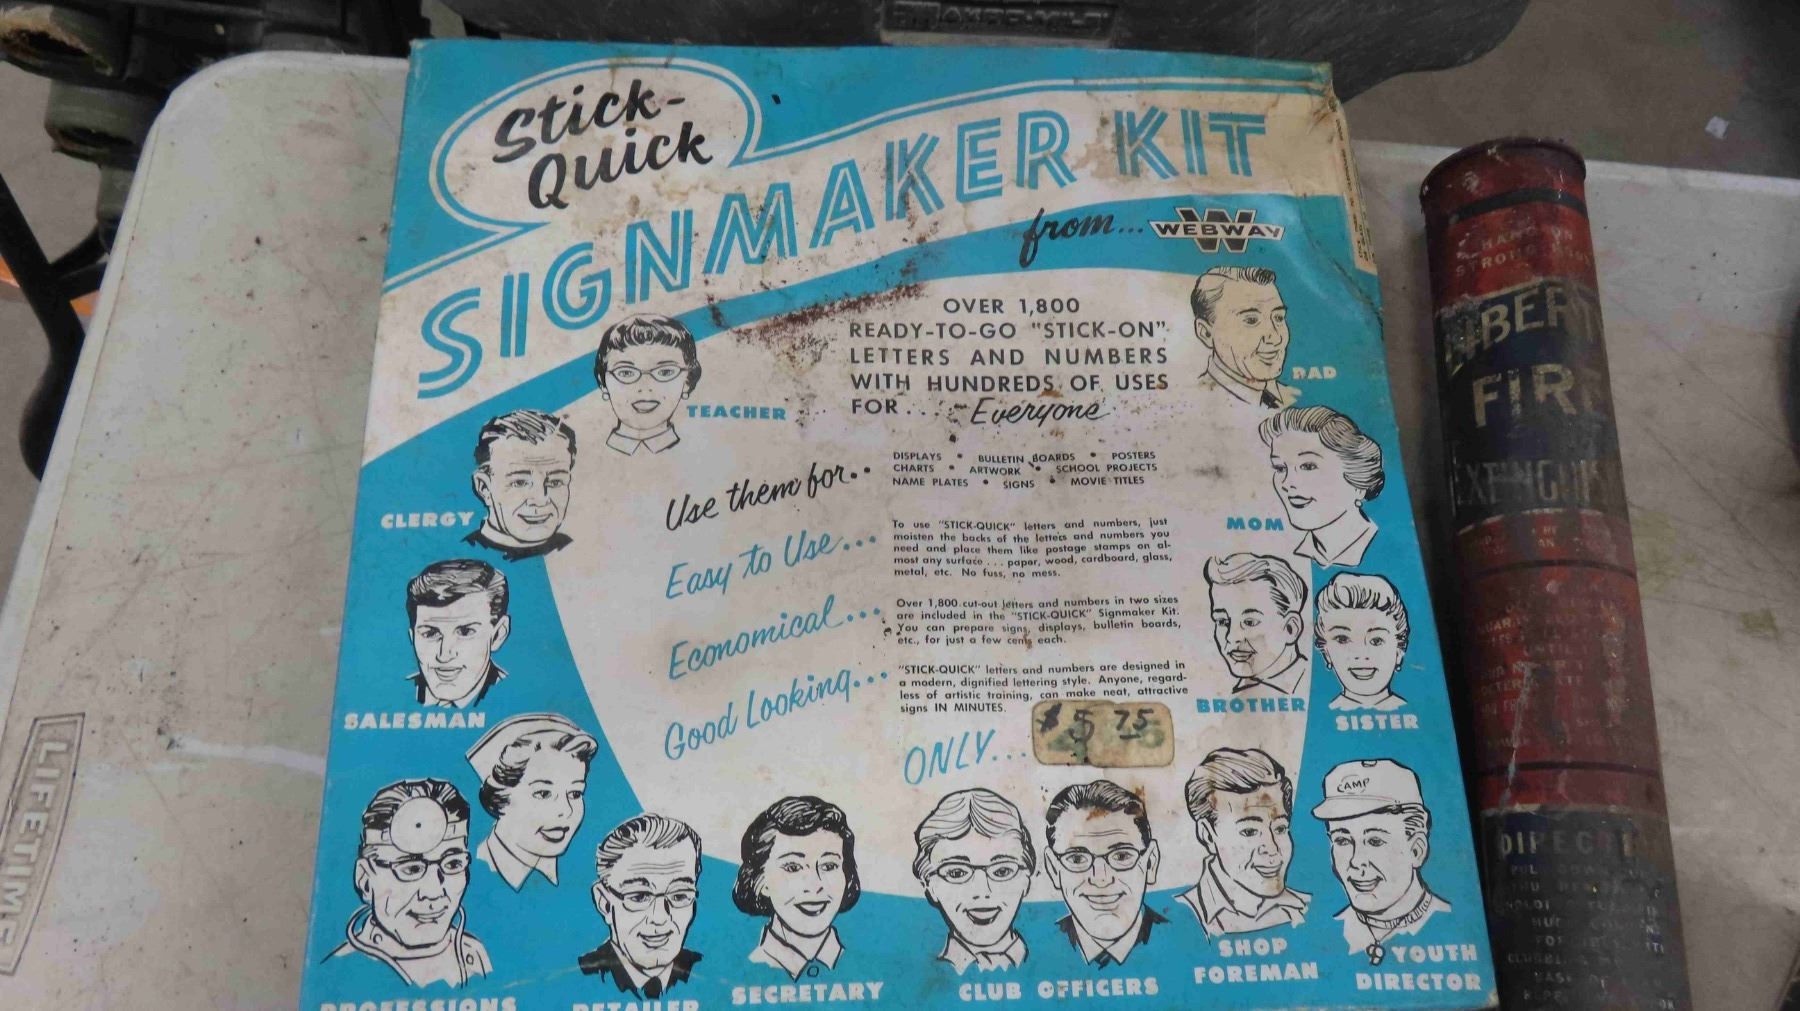 Stick-
Quick
SIGNMAKER KIT
from... WEBWAY
W
OVER 1,800
READY-TO-GO "STICK-ON"
LETTERS AND NUMBERS
WITH HUNDREDS OF USES
FOR.... Everyone
DAD
TEACHER
Use them for..
DISPLAYS • BULLETIN BOARDS • POSTERS
CHARTS • ARTWORK • SCHOOL PROJECTS
NAME PLATES • SIGNS • MOVIE TITLES
CLERGY
MOM
Easy to Use...
To use "STICK-QUICK" letters and numbers, just
moisten the backs of the letters and numbers you
need and place them like postage stamps on al-
most any surface ... paper, wood, cardboard, glass,
metal, etc. No fuss, no mess.
Economical...
Over 1,800 cut-out letters and numbers in two sizes
are included in the "STICK-QUICK" Signmaker Kit.
You can prepare signs, displays, bulletin boards,
etc., for just a few cents each.
Good Looking...
"STICK-QUICK" letters and numbers are designed in
a modern, dignified lettering style. Anyone, regard-
less of artistic training, can make neat, attractive
signs IN MINUTES.
SALESMAN
BROTHER
SISTER
ONLY...
$5 75
CAMP
PROFESSIONS
RETAILER
SECRETARY
CLUB OFFICERS
SHOP
FOREMAN
YOUTH
DIRECTOR
LIFETIME
HANG ON
STRONG
FIRE